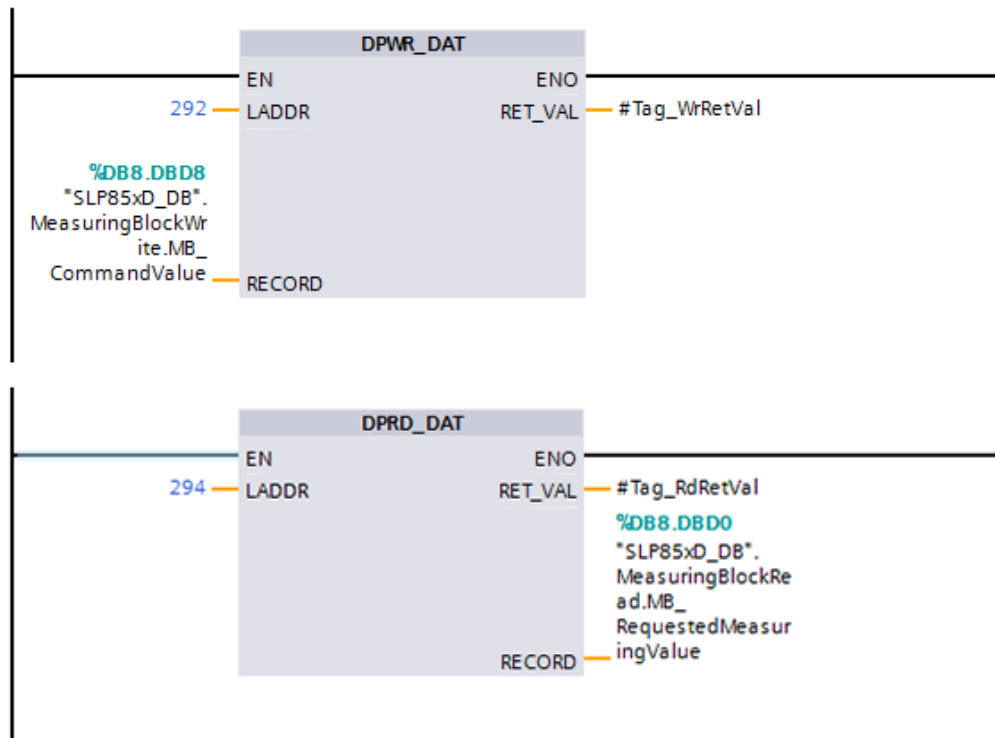 DPWR_DAT
EN ENO
292 LADDR RET_VAL #Tag_WrRetVal
%DB8.DBD8
"SLP85xD_DB".
MeasuringBlockWr
ite.MB_
CommandValue
RECORD
DPRD_DAT
EN ENO
294 LADDR RET_VAL #Tag_RdRetVal
%DB8.DBD0
"SLP85xD_DB".
MeasuringBlockRe
ad.MB_
RequestedMeasur
ingValue
RECORD